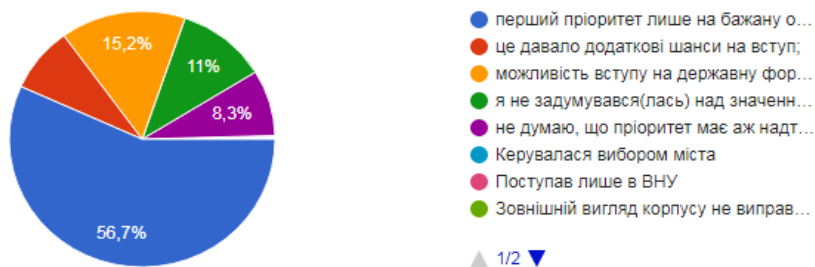 15,2%
11%
8,3%
56,7%
перший пріоритет лише на бажану о...
це давало додаткові шанси на вступ;
можливість вступу на державну фор...
я не задумувався(лась) над значенн...
не думаю, що пріоритет має аж надт...
Керувалася вибором міста
Поступав лише в ВНУ
Зовнішній вигляд корпусу не виправ...
1/2